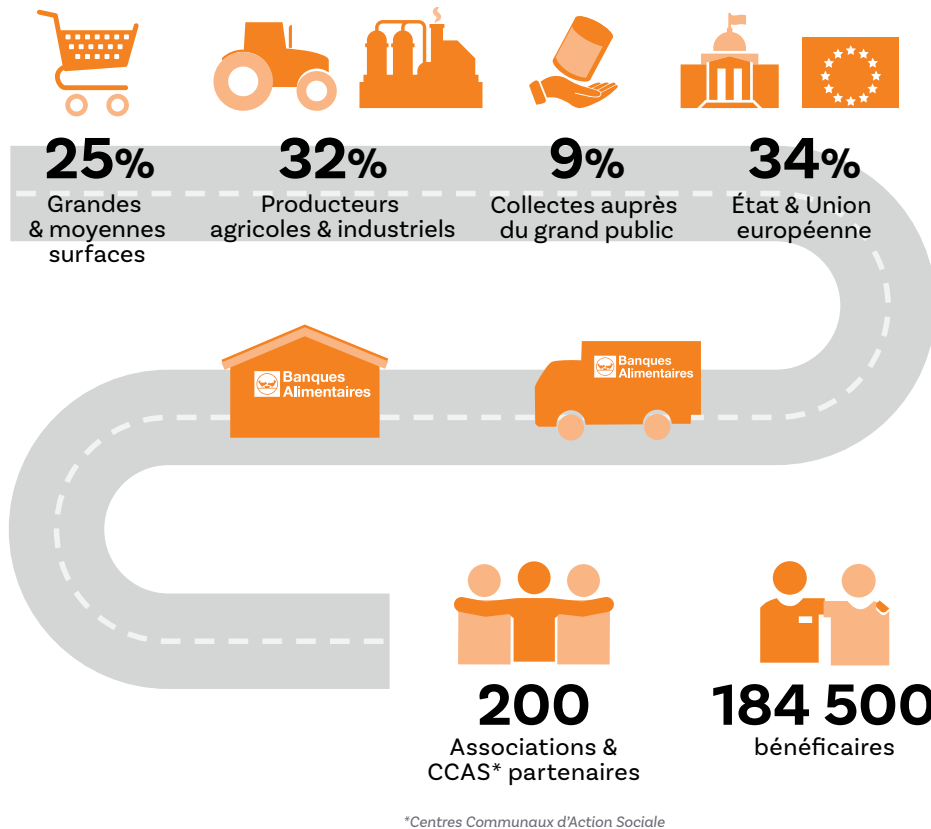 25%
Grandes
& moyennes
surfaces
32%
Producteurs
agricoles & industriels
9%
Collectes auprès
du grand public
34%
État & Union
européenne
Banques
Alimentaires
Banques
Alimentaires
200
Associations &
CCAS* partenaires
184 500
bénéficaires
*Centres Communaux d'Action Sociale